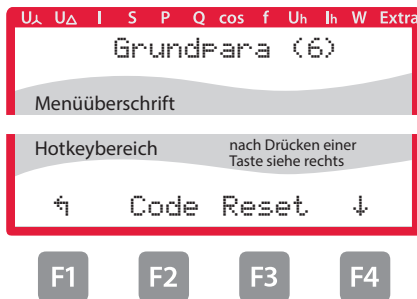 U⅄ U△ I S P Q cos f Uh Ih W Extra
Grundpara (6)
Menüüberschrift
Hotkeybereich nach Drücken einer
Taste siehe rechts
↰ Code Reset ↓
F1 F2 F3 F4